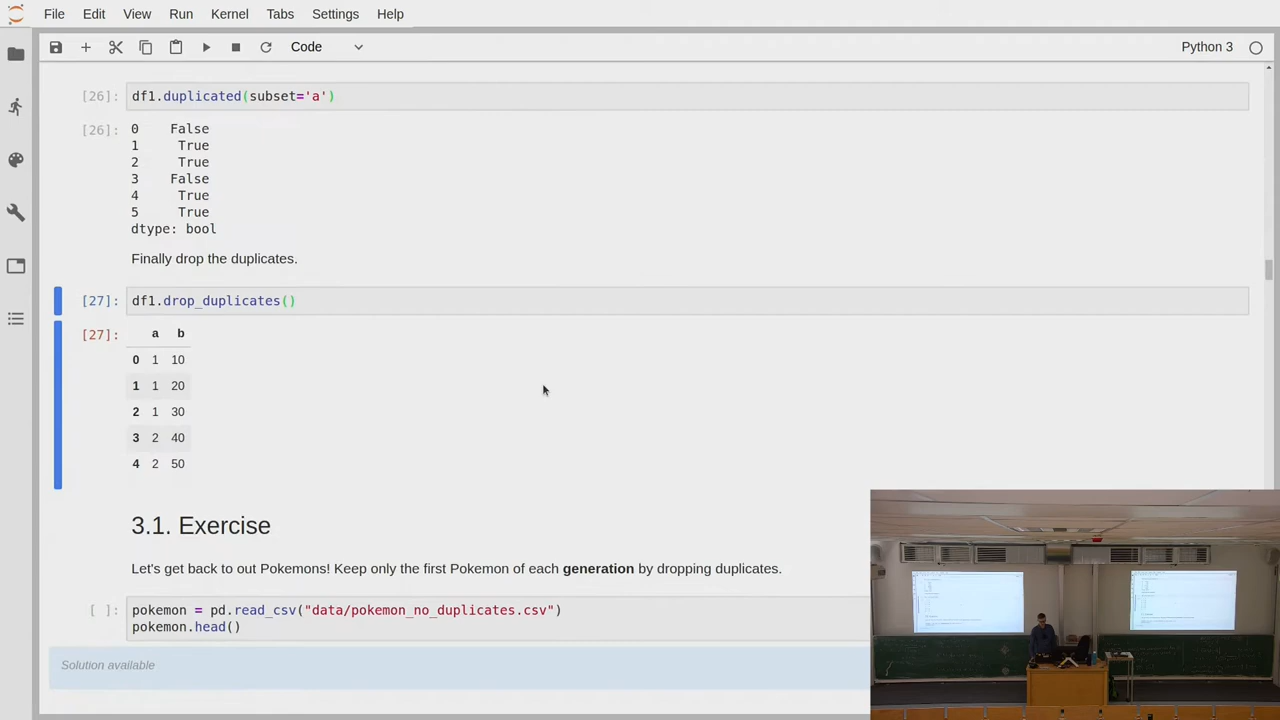 File Edit View Run Kernel Tabs Settings Help
Code
Python 3
[26]: df1.duplicated(subset='a')
[26]: 0 False
1 True
2 True
3 False
4 True
5 True
dtype: bool
Finally drop the duplicates.
[27]: df1.drop_duplicates()
[27]: a b
0 1 10
1 1 20
2 1 30
3 2 40
4 2 50
3.1. Exercise
Let's get back to out Pokemons! Keep only the first Pokemon of each generation by dropping duplicates.
[ ]: pokemon = pd.read_csv("data/pokemon_no_duplicates.csv")
pokemon.head()
Solution available